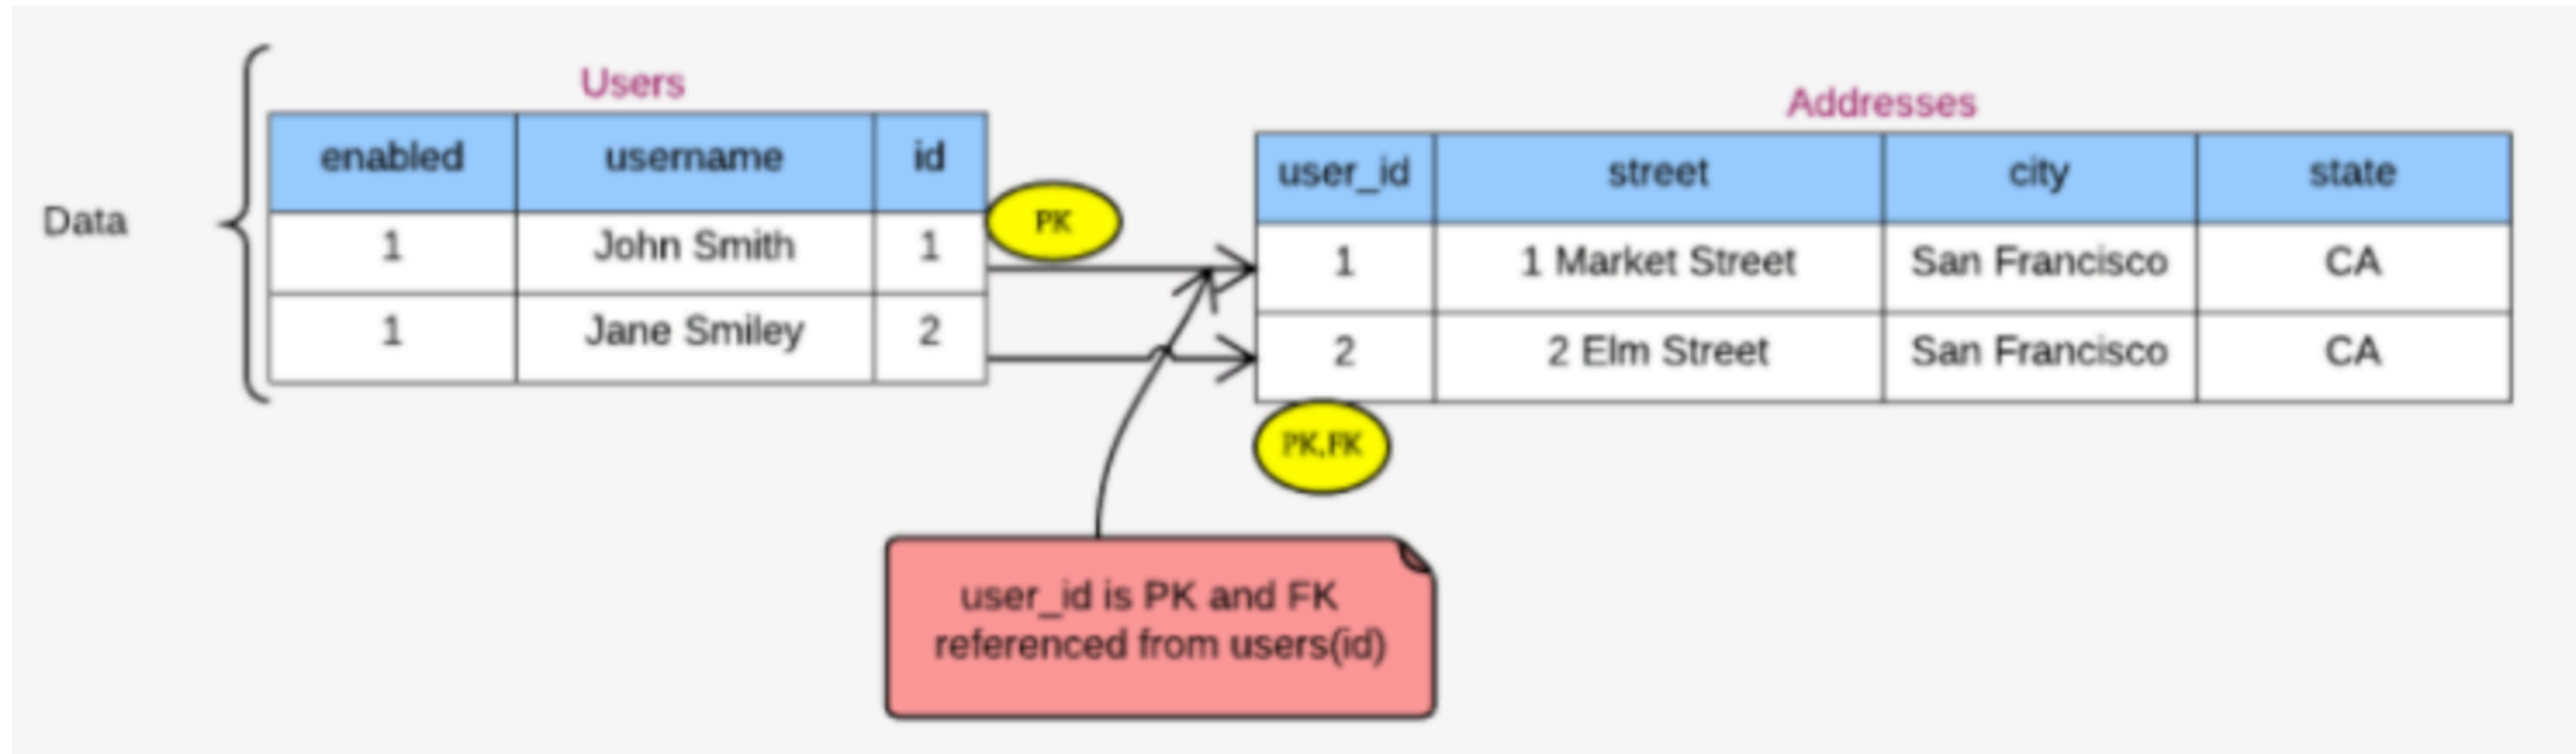 Users
Addresses
enabled username id
user_id street city state
Data
PK
1 John Smith 1
1 1 Market Street San Francisco CA
1 Jane Smiley 2
2 2 Elm Street San Francisco CA
PK,FK
user_id is PK and FK
referenced from users(id)